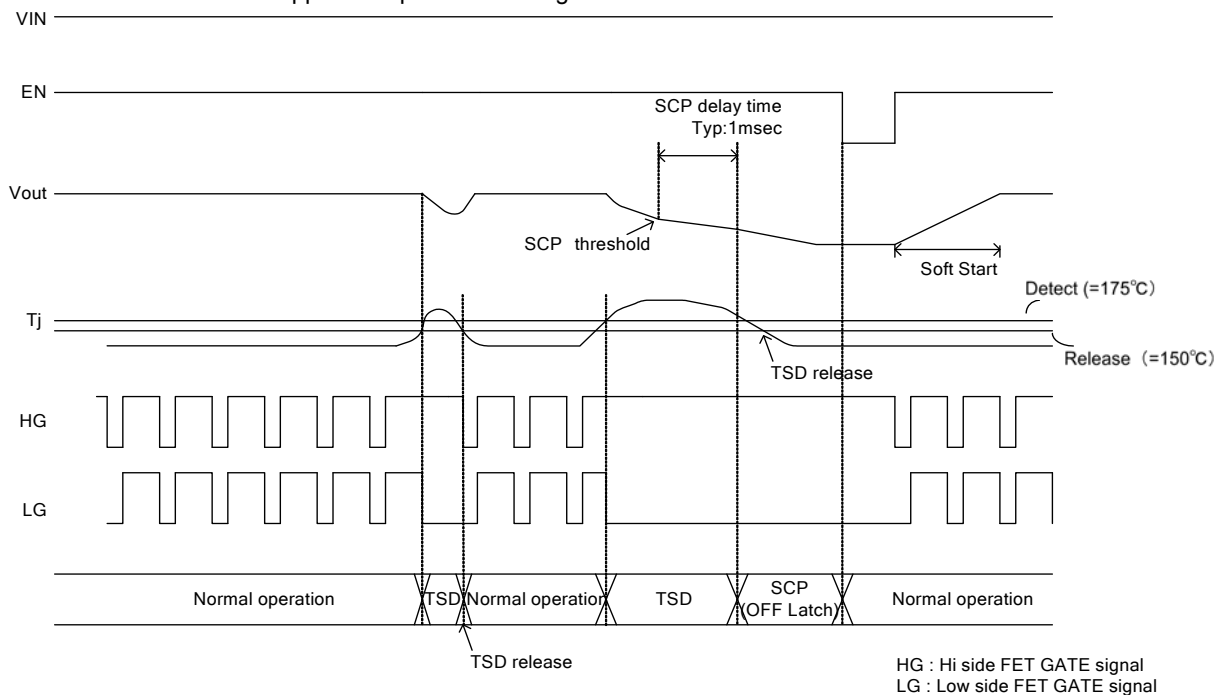 VIN
EN
SCP delay time
Typ:1msec
Vout
SCP threshold
Soft Start
Detect (=175℃)
Tj
TSD release
Release (=150℃)
HG
LG
Normal operation
TSD
Normal operation
TSD
SCP
(OFF Latch)
Normal operation
TSD release
HG : Hi side FET GATE signal
LG : Low side FET GATE signal